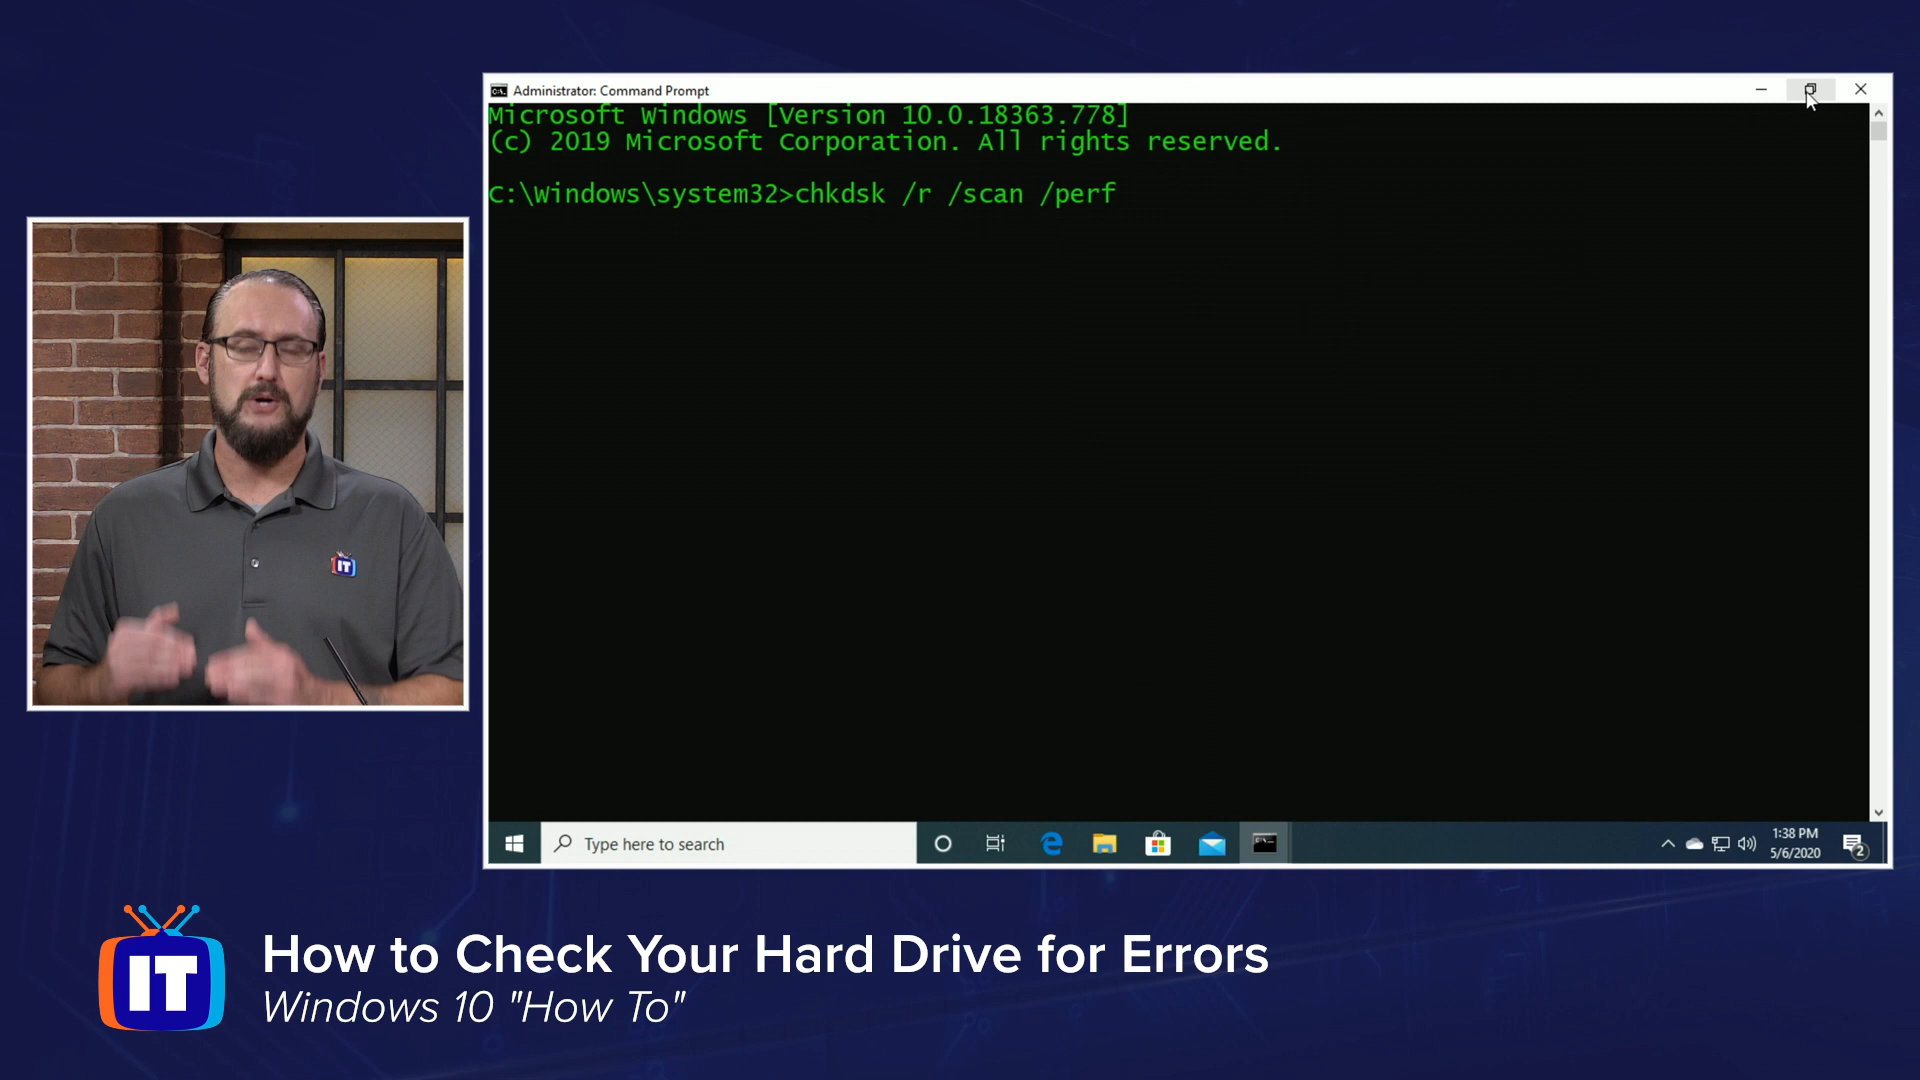 Administrator: Command Prompt
Microsoft Windows [Version 10.0.18363.778]
(c) 2019 Microsoft Corporation. All rights reserved.
C:\Windows\system32>chkdsk /r /scan /perf
IT
Type here to search
1:38 PM
5/6/2020
2
IT
How to Check Your Hard Drive for Errors
Windows 10 "How To"